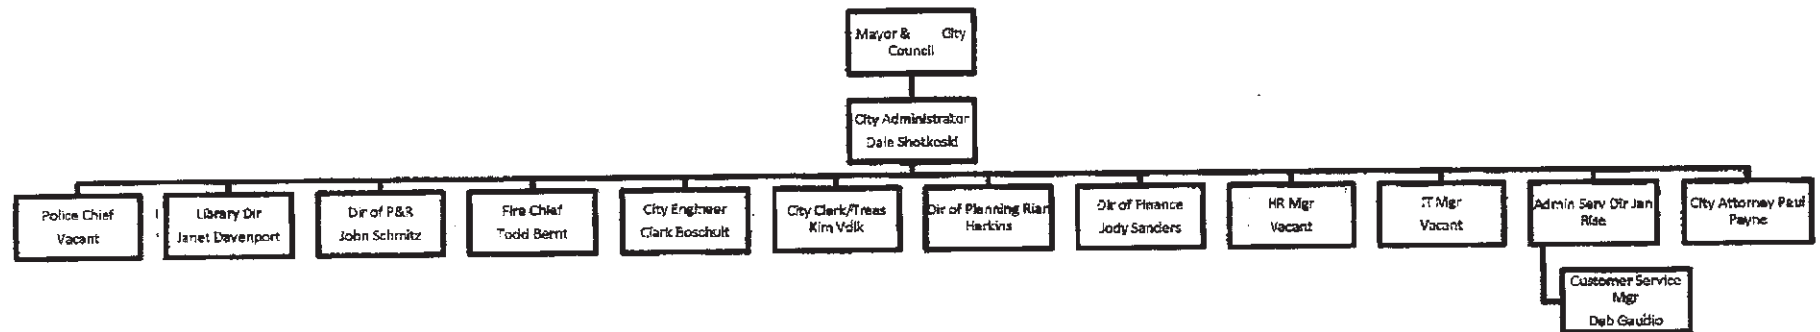 Mayor & City
Council
City Administrator
Dale Shotkoski
Police Chief
Vacant
Library Dir
Janet Davenport
Dir of P&R
John Schmitz
Fire Chief
Todd Bernt
City Engineer
Clark Boschult
City Clerk/Treas
Kim Volk
Dir of Planning Rian
Harkins
Dir of Finance
Jody Sanders
HR Mgr
Vacant
IT Mgr
Vacant
Admin Serv Dir Jan
Rise
City Attorney Paul
Payne
Customer Service
Mgr
Deb Gaudio